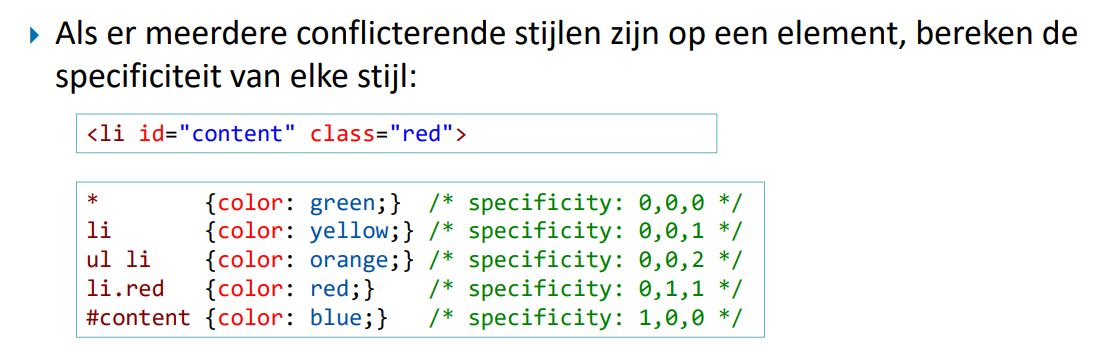 Als er meerdere conflicterende stijlen zijn op een element, bereken de
specificiteit van elke stijl:
<li id="content" class="red">
* {color: green;} /* specificity: 0,0,0 */
li {color: yellow;} /* specificity: 0,0,1 */
ul li {color: orange;} /* specificity: 0,0,2 */
li.red {color: red;} /* specificity: 0,1,1 */
#content {color: blue;} /* specificity: 1,0,0 */